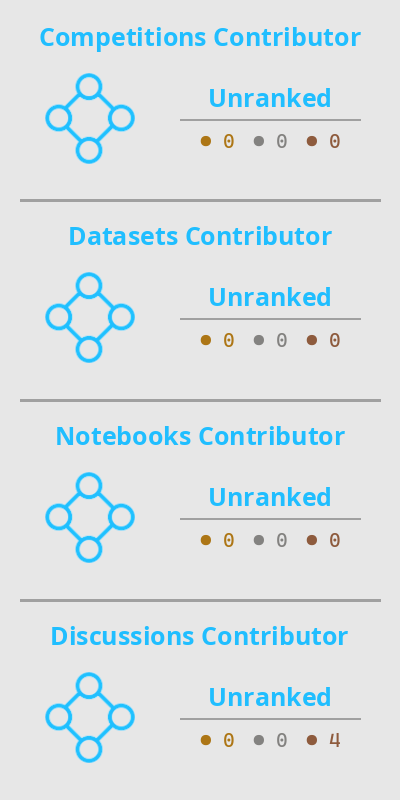 Competitions Contributor
Unranked
0 0 0
Datasets Contributor
Unranked
0 0 0
Notebooks Contributor
Unranked
0 0 0
Discussions Contributor
Unranked
0 0 4